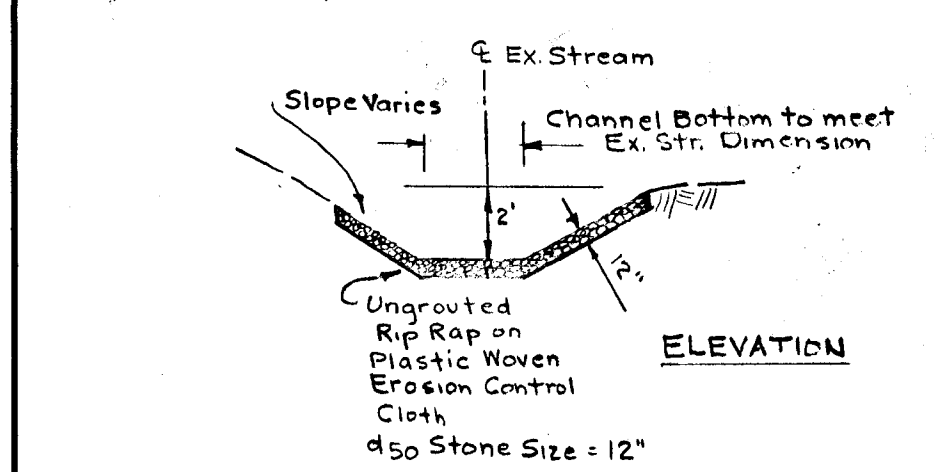 ℄ Ex. Stream
Slope Varies
Channel Bottom to meet
Ex. Str. Dimension
2'
12"
Ungrouted
Rip Rap on
Plastic Woven
Erosion Control
Cloth
d50 Stone Size = 12"
ELEVATION